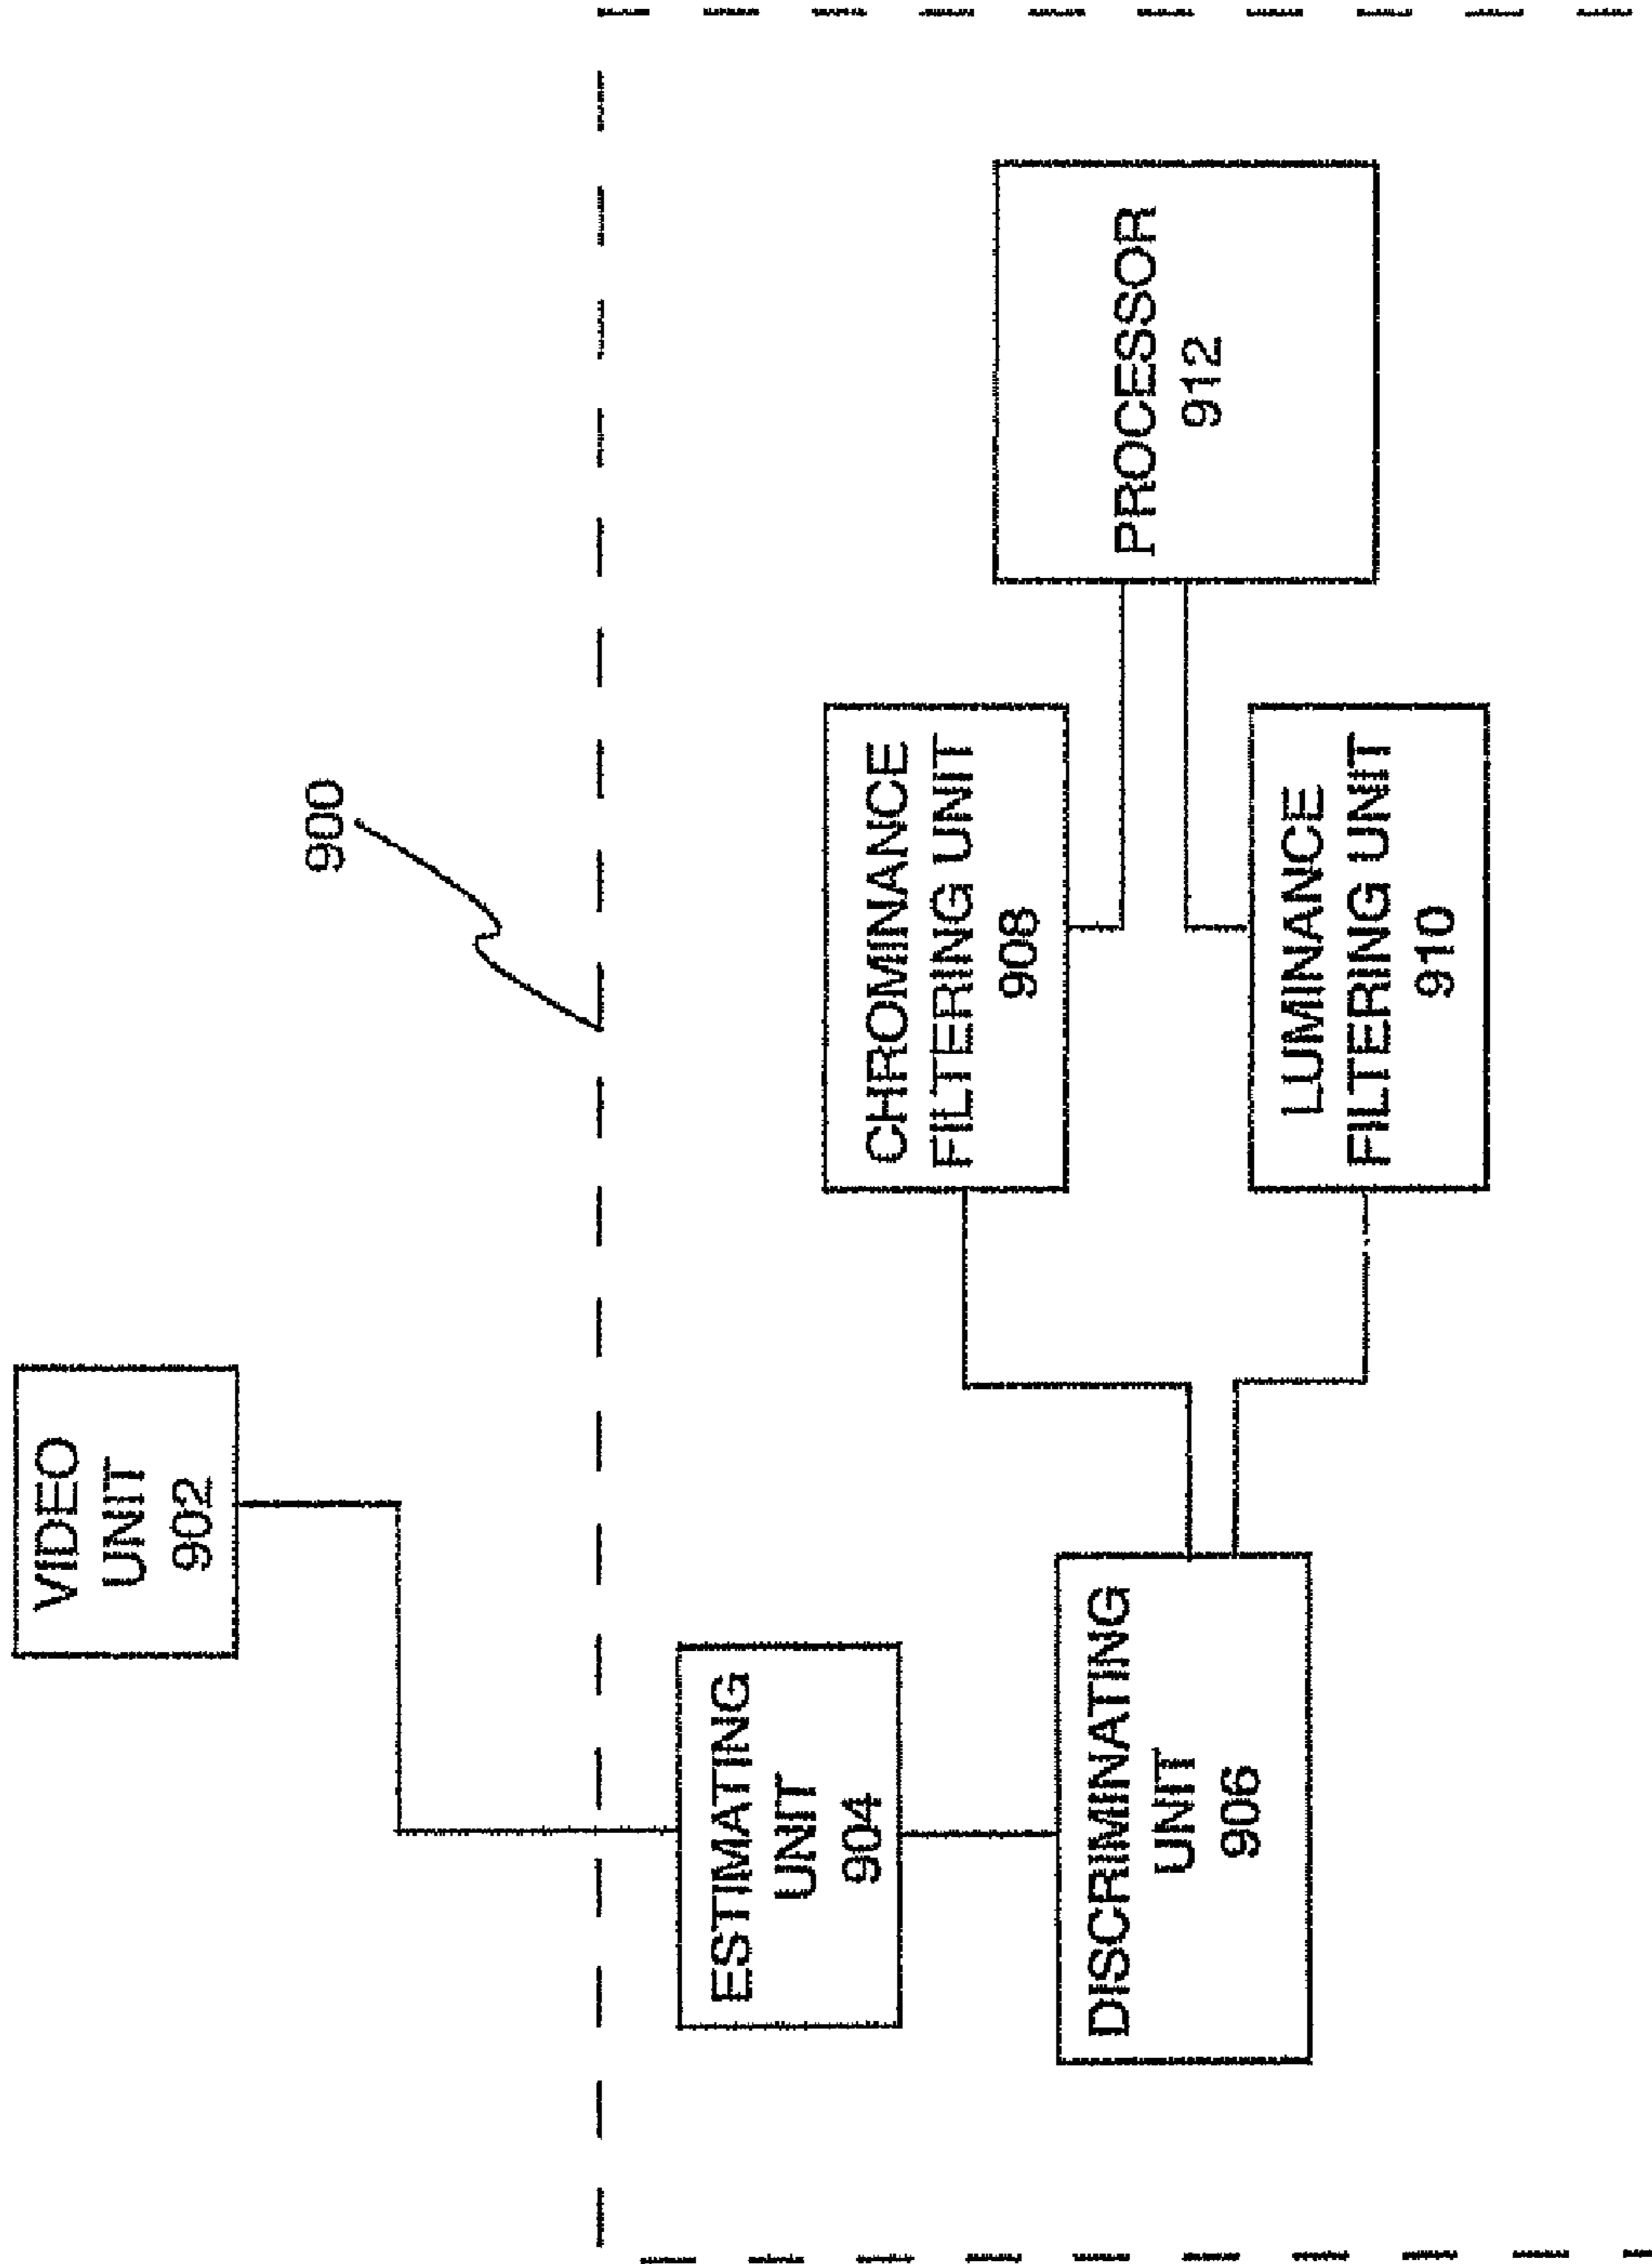 VIDEO
UNIT
902
900
ESTIMATING
UNIT
904
DISCRIMINATING
UNIT
906
CHROMINANCE
FILTERING UNIT
908
LUMINANCE
FILTERING UNIT
910
PROCESSOR
912